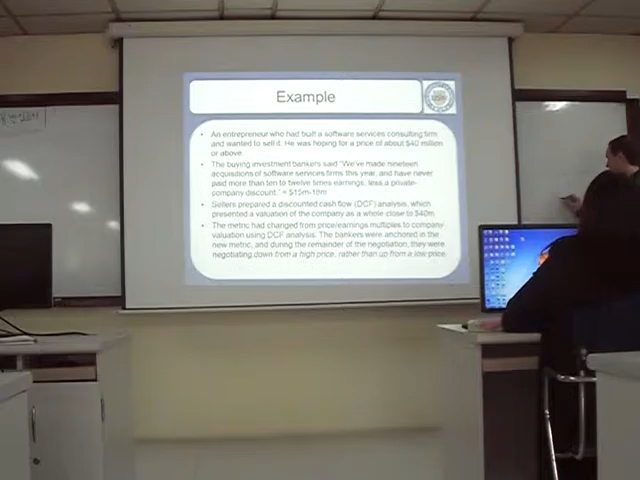 Example
• An entrepreneur who had built a software services consulting firm
and wanted to sell it. He was hoping for a price of about $40 million
or above.
• The buying investment bankers said "We've made nineteen
acquisitions of software services firms this year, and have never
paid more than ten to twelve times earnings, less a private-
company discount." = $15m-18m
• Sellers prepared a discounted cash flow (DCF) analysis, which
presented a valuation of the company as a whole close to $40m.
• The metric had changed from price/earnings multiples to company
valuation using DCF analysis. The bankers were anchored in the
new metric, and during the remainder of the negotiation, they were
negotiating down from a high price, rather than up from a low price.